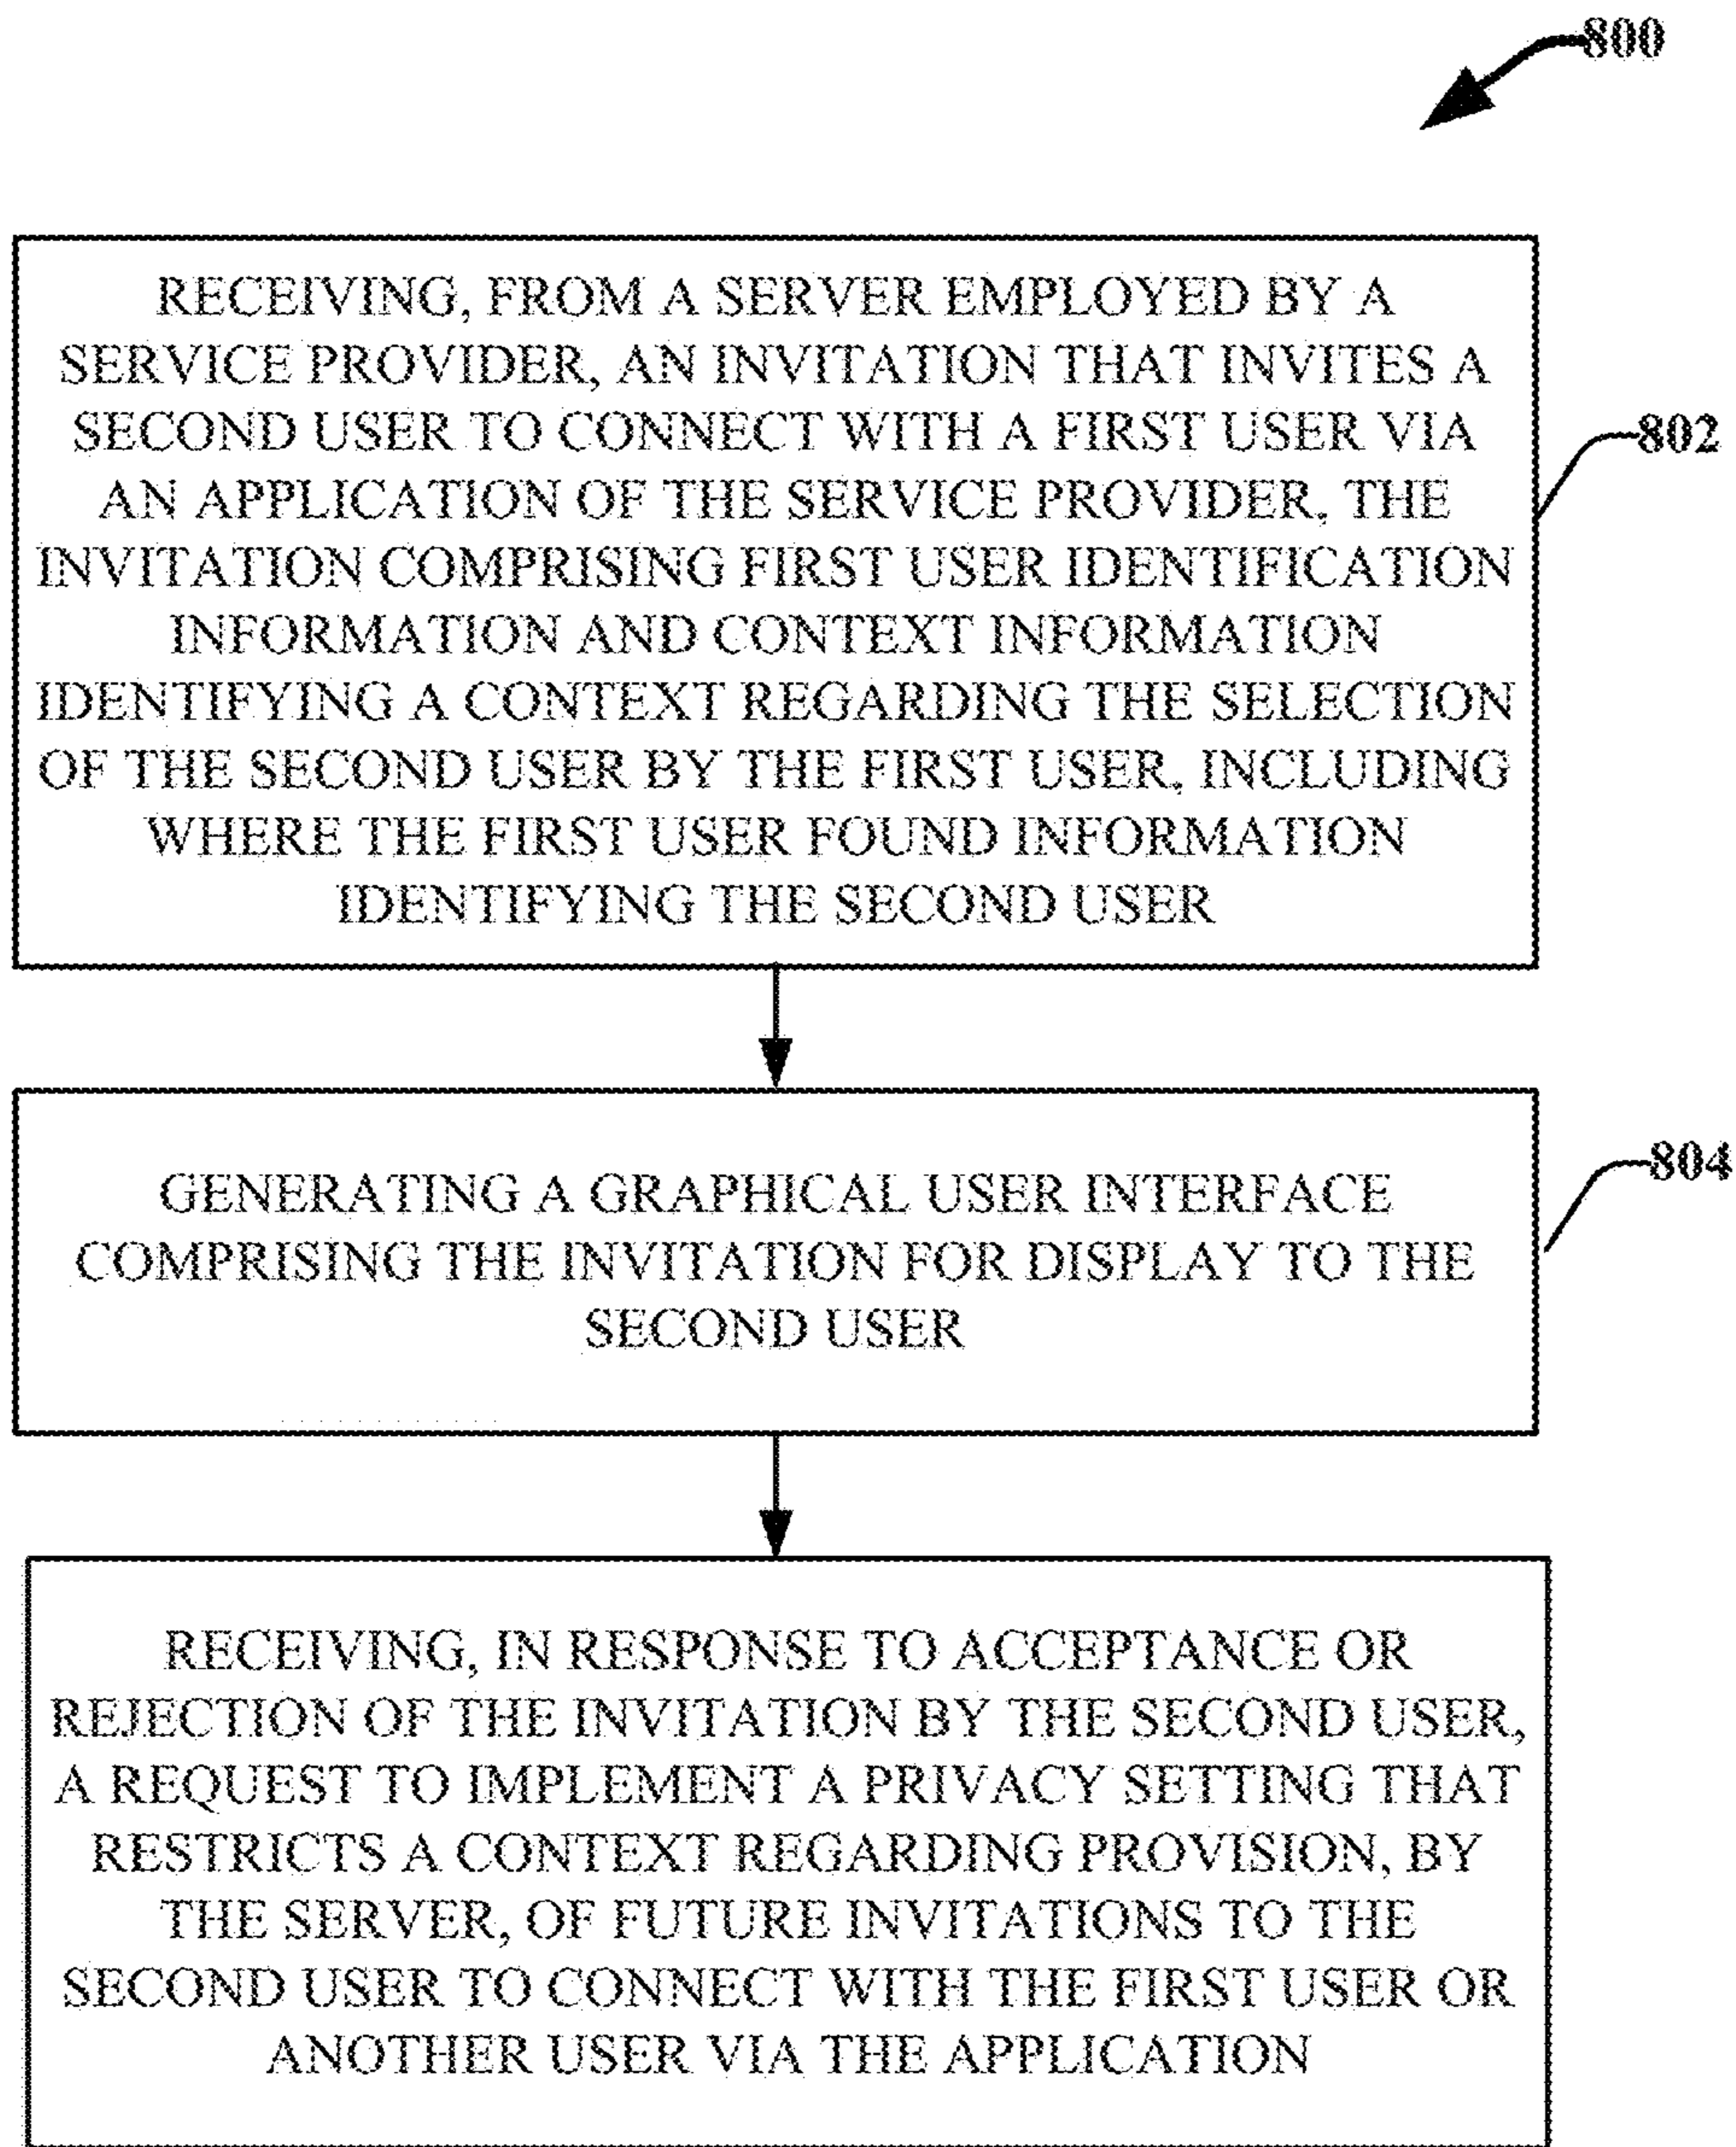 800
RECEIVING, FROM A SERVER EMPLOYED BY A
SERVICE PROVIDER, AN INVITATION THAT INVITES A
SECOND USER TO CONNECT WITH A FIRST USER VIA
AN APPLICATION OF THE SERVICE PROVIDER, THE
INVITATION COMPRISING FIRST USER IDENTIFICATION
INFORMATION AND CONTEXT INFORMATION
IDENTIFYING A CONTEXT REGARDING THE SELECTION
OF THE SECOND USER BY THE FIRST USER, INCLUDING
WHERE THE FIRST USER FOUND INFORMATION
IDENTIFYING THE SECOND USER
802
GENERATING A GRAPHICAL USER INTERFACE
COMPRISING THE INVITATION FOR DISPLAY TO THE
SECOND USER
804
RECEIVING, IN RESPONSE TO ACCEPTANCE OR
REJECTION OF THE INVITATION BY THE SECOND USER,
A REQUEST TO IMPLEMENT A PRIVACY SETTING THAT
RESTRICTS A CONTEXT REGARDING PROVISION, BY
THE SERVER, OF FUTURE INVITATIONS TO THE
SECOND USER TO CONNECT WITH THE FIRST USER OR
ANOTHER USER VIA THE APPLICATION